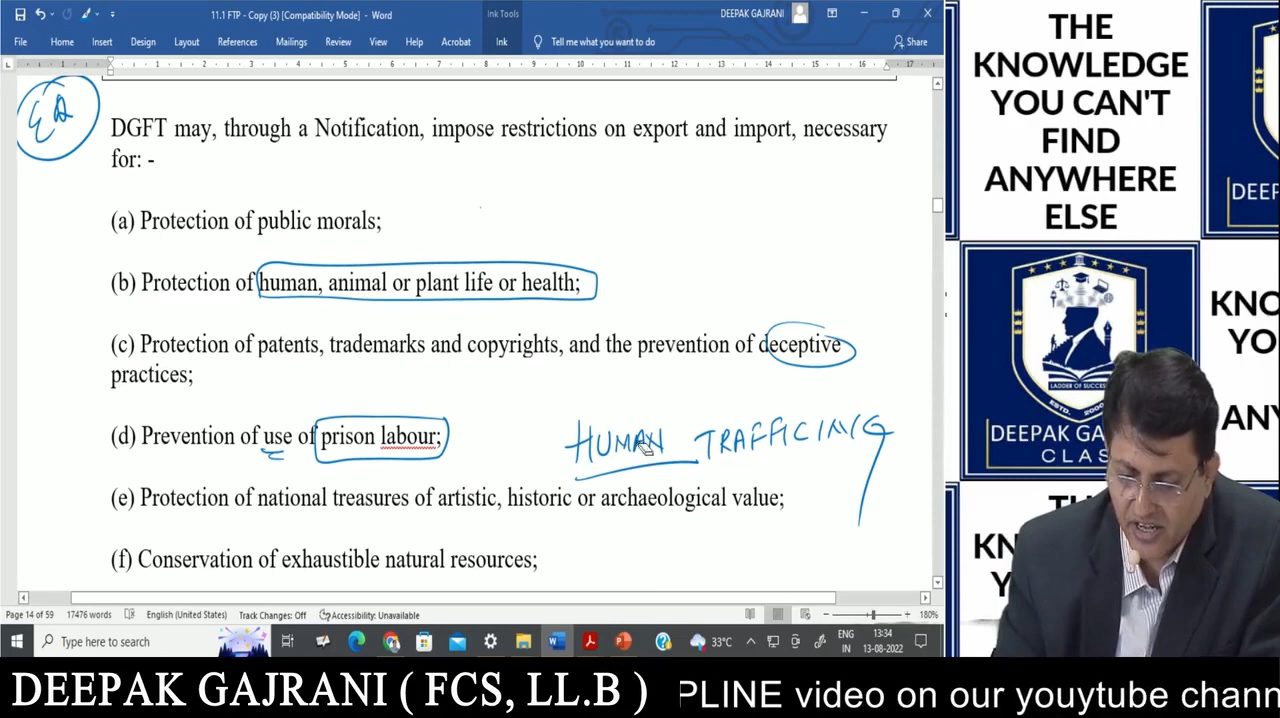 11.1 FTP - Copy (3) [Compatibility Mode] - Word
Ink Tools
DEEPAK GAJRANI
File Home Insert Design Layout References Mailings Review View Help Acrobat Ink Tell me what you want to do Share
DGFT may, through a Notification, impose restrictions on export and import, necessary
for: -
(a) Protection of public morals;
(b) Protection of human, animal or plant life or health;
(c) Protection of patents, trademarks and copyrights, and the prevention of deceptive
practices;
(d) Prevention of use of prison labour;
HUMAN TRAFFICING
(e) Protection of national treasures of artistic, historic or archaeological value;
(f) Conservation of exhaustible natural resources;
Page 14 of 59 17476 words English (United States) Track Changes: Off Accessibility: Unavailable 180%
Type here to search
33°C
ENG
IN
13:34
13-08-2022
THE
KNOWLEDGE
YOU CAN'T
FIND
ANYWHERE
ELSE
DEEP
LADDER OF SUCCESS
ESTD. 2000
DEEPAK GA
CLAS
KNO
YO
ANY
DEEPAK GAJRANI ( FCS, LL.B )
PLINE video on our youytube chann